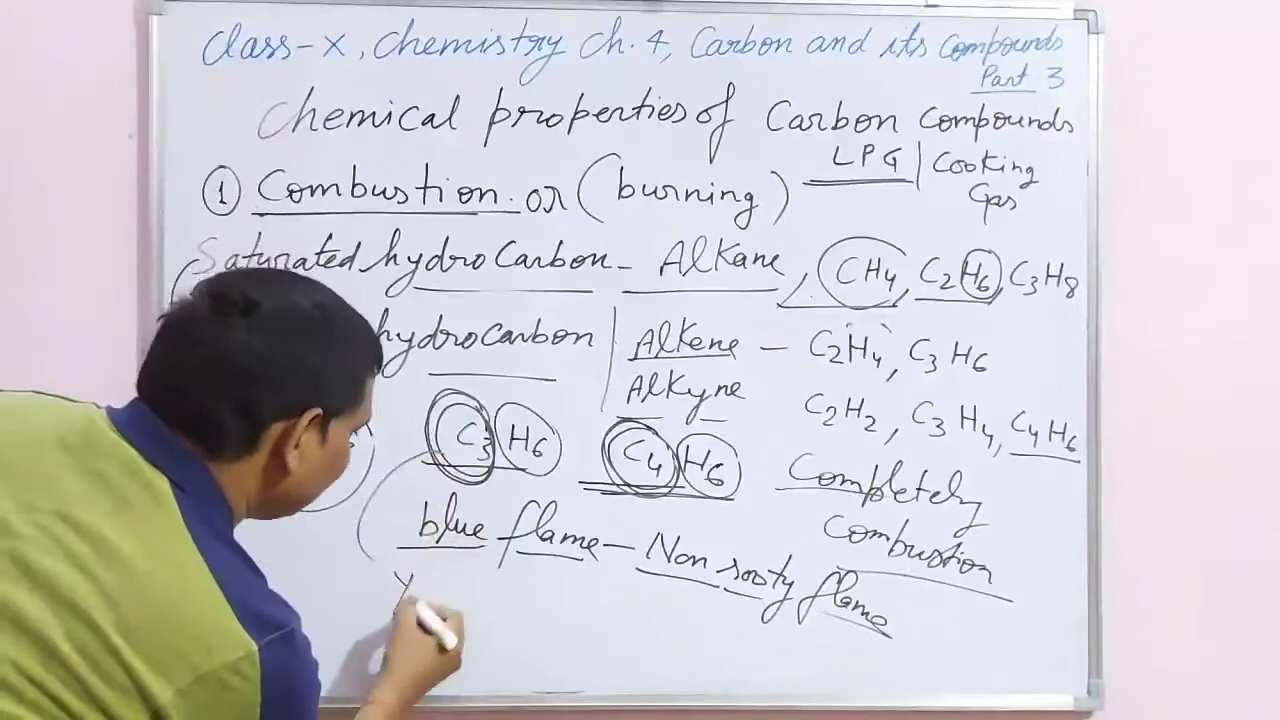 Class-X, Chemistry Ch. 4, Carbon and its Compounds
Part 3
Chemical properties of Carbon Compounds
LPG | Cooking Gas
① Combustion or (burning)
Saturated hydrocarbon - Alkane, CH4, C2H6, C3H8
hydrocarbon | Alkene - C2H4, C3H6
Alkyne C2H2, C3H4, C4H6
C3H6 C4H6
Completely
Combustion
blue flame - Non sooty flame
Y